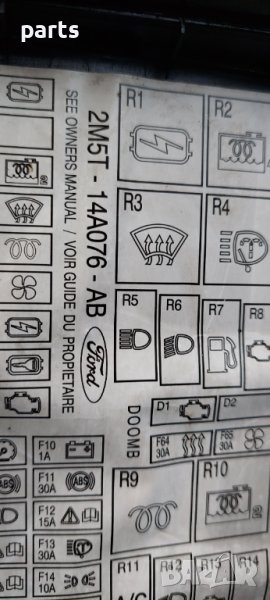 parts
R1
R2
2M5T - 14A076 - AB
SEE OWNERS MANUAL / VOIR GUIDE DU PROPIETAIRE
Ford
R3
R4
R5
R6
R7
R8
DOOMB
D1
D2
F64
30A
F65
30A
R9
R10
F10
1A
F11
30A
ABS
F12
15A
F13
30A
F14
10A
R11
R12
R13
R14
A/C
bazar